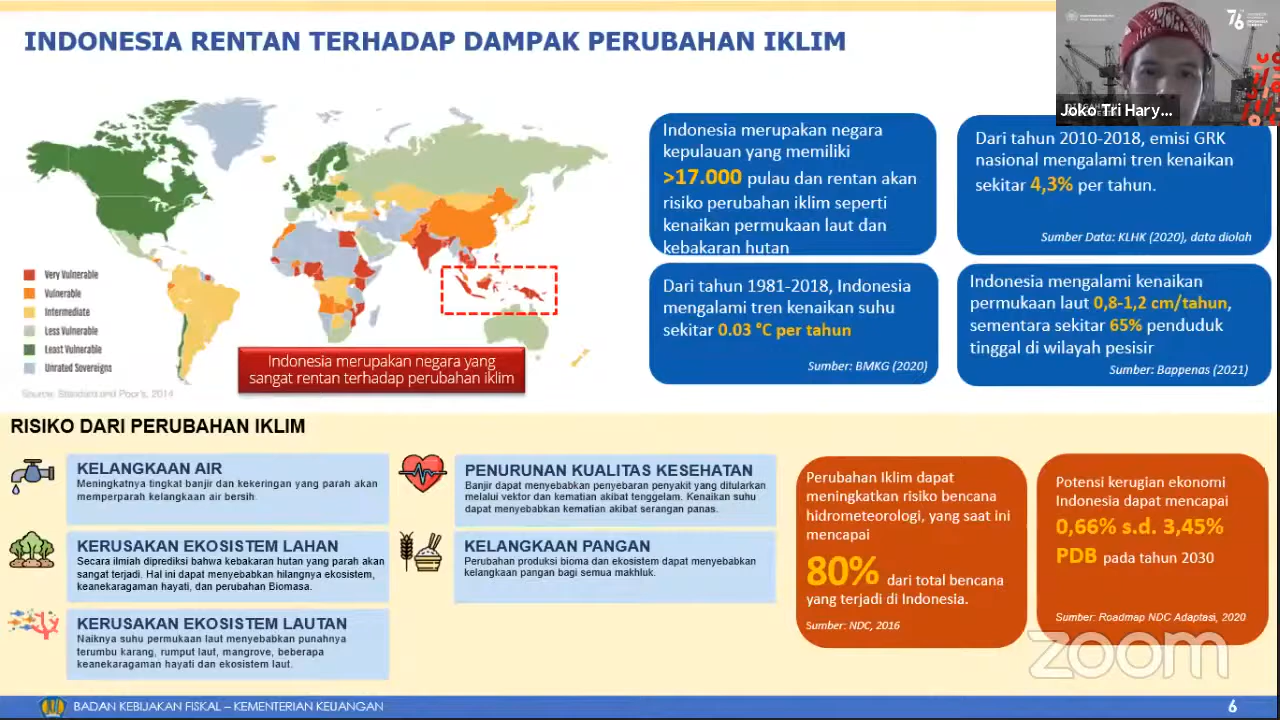 INDONESIA RENTAN TERHADAP DAMPAK PERUBAHAN IKLIM
76
Joko Tri Hary...
Very Vulnerable
Vulnerable
Intermediate
Less Vulnerable
Least Vulnerable
Unrated Sovereigns
Source: Standard and Poor's, 2014
Indonesia merupakan negara yang
sangat rentan terhadap perubahan iklim
Indonesia merupakan negara
kepulauan yang memiliki
>17.000 pulau dan rentan akan
risiko perubahan iklim seperti
kenaikan permukaan laut dan
kebakaran hutan
Dari tahun 2010-2018, emisi GRK
nasional mengalami tren kenaikan
sekitar 4,3% per tahun.
Sumber Data: KLHK (2020), data diolah
Dari tahun 1981-2018, Indonesia
mengalami tren kenaikan suhu
sekitar 0.03 °C per tahun
Sumber: BMKG (2020)
Indonesia mengalami kenaikan
permukaan laut 0,8-1,2 cm/tahun,
sementara sekitar 65% penduduk
tinggal di wilayah pesisir
Sumber: Bappenas (2021)
RISIKO DARI PERUBAHAN IKLIM
KELANGKAAN AIR
Meningkatnya tingkat banjir dan kekeringan yang parah akan
memperparah kelangkaan air bersih.
KERUSAKAN EKOSISTEM LAHAN
Secara ilmiah diprediksi bahwa kebakaran hutan yang parah akan
sangat terjadi. Hal ini dapat menyebabkan hilangnya ekosistem,
keanekaragaman hayati, dan perubahan Biomasa.
KERUSAKAN EKOSISTEM LAUTAN
Naiknya suhu permukaan laut menyebabkan punahnya
terumbu karang, rumput laut, mangrove, beberapa
keanekaragaman hayati dan ekosistem laut.
PENURUNAN KUALITAS KESEHATAN
Banjir dapat menyebabkan penyebaran penyakit yang ditularkan
melalui vektor dan kematian akibat tenggelam. Kenaikan suhu
dapat menyebabkan kematian akibat serangan panas.
KELANGKAAN PANGAN
Perubahan produksi bioma dan ekosistem dapat menyebabkan
kelangkaan pangan bagi semua makhluk.
Perubahan Iklim dapat
meningkatkan risiko bencana
hidrometeorologi, yang saat ini
mencapai
80% dari total bencana
yang terjadi di Indonesia.
Sumber: NDC, 2016
Potensi kerugian ekonomi
Indonesia dapat mencapai
0,66% s.d. 3,45%
PDB pada tahun 2030
Sumber: Roadmap NDC Adaptasi, 2020
zoom
BADAN KEBIJAKAN FISKAL – KEMENTERIAN KEUANGAN
6